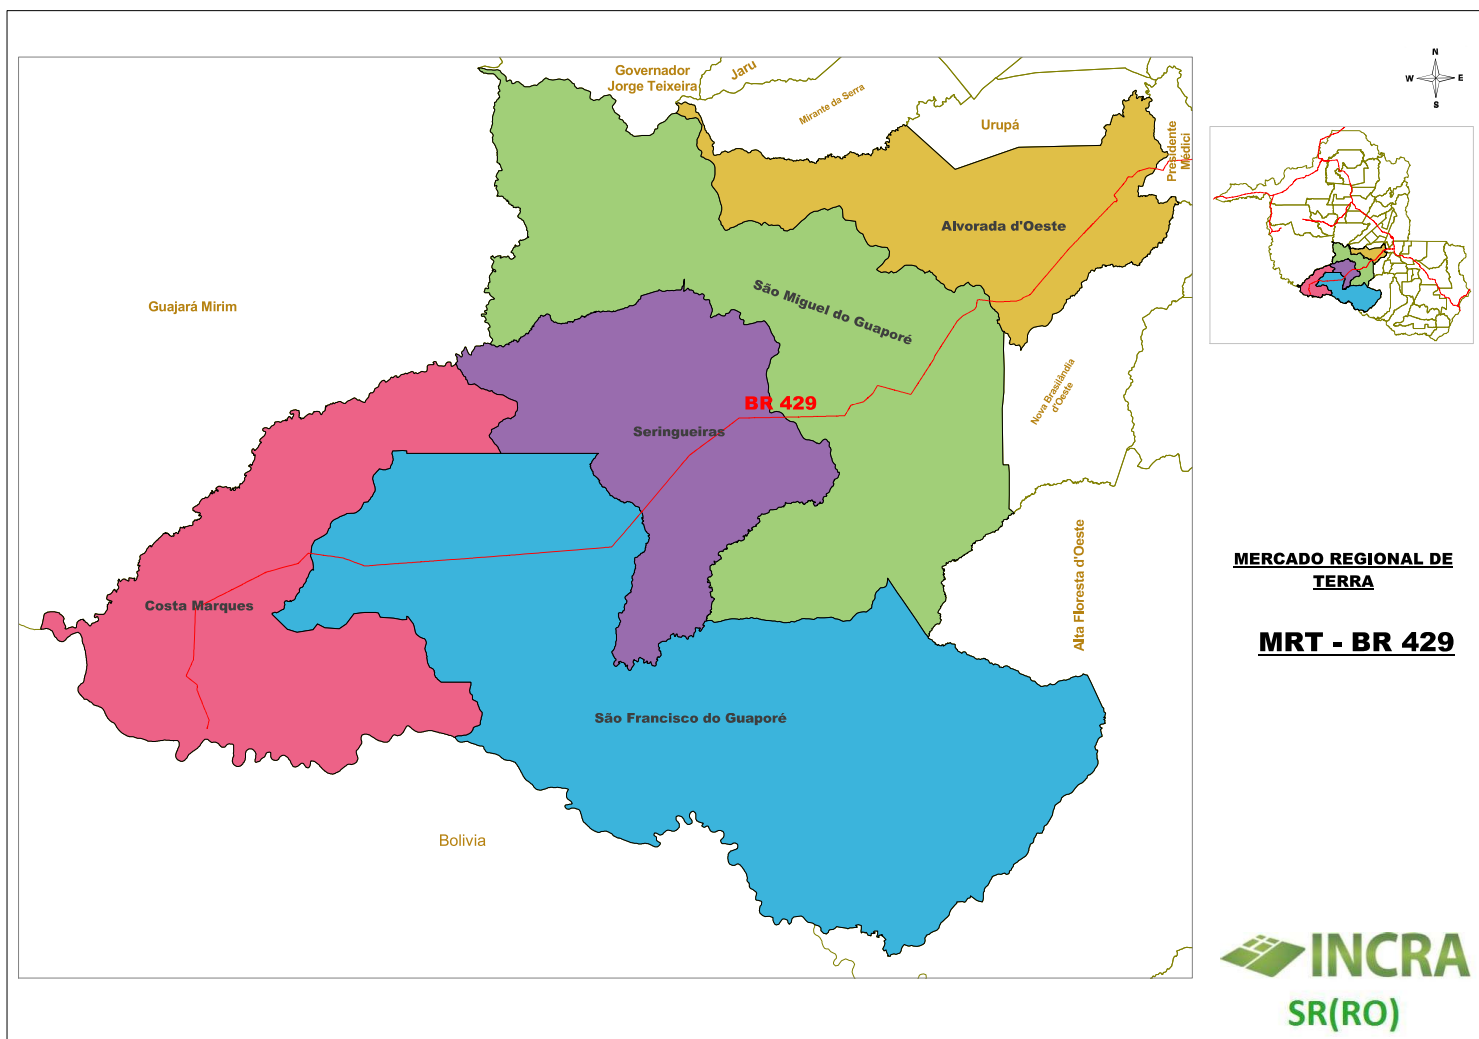 Governador
Jorge Teixeira
Jaru
Mirante da Serra
Urupá
Presidente
Médici
N
W
E
S
Alvorada d'Oeste
São Miguel do Guaporé
Guajará Mirim
Nova Brasilândia
d'Oeste
BR 429
Seringueiras
Alta Floresta d'Oeste
MERCADO REGIONAL DE
TERRA
Costa Marques
MRT - BR 429
São Francisco do Guaporé
Bolivia
INCRA
SR(RO)